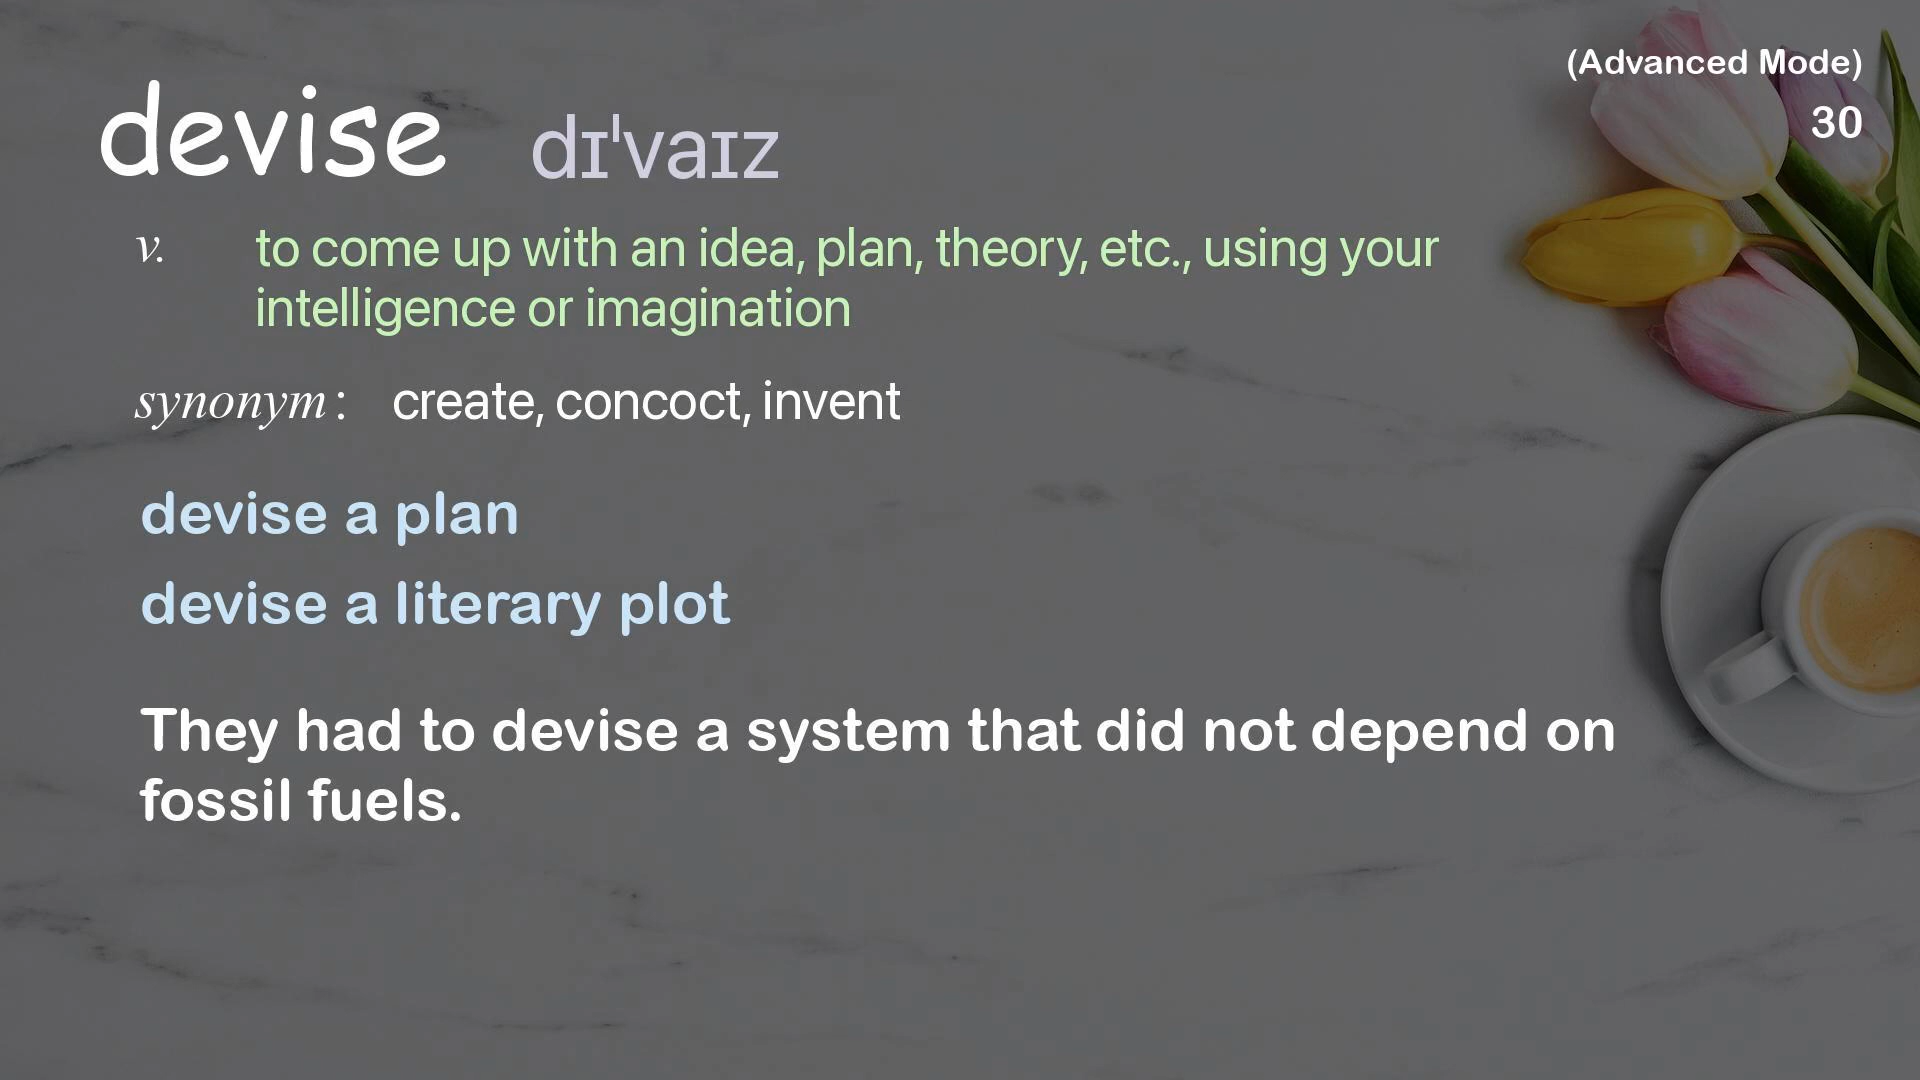 (Advanced Mode)
30
devise dɪˈvaɪz
v. to come up with an idea, plan, theory, etc., using your
intelligence or imagination
synonym : create, concoct, invent
devise a plan
devise a literary plot
They had to devise a system that did not depend on
fossil fuels.